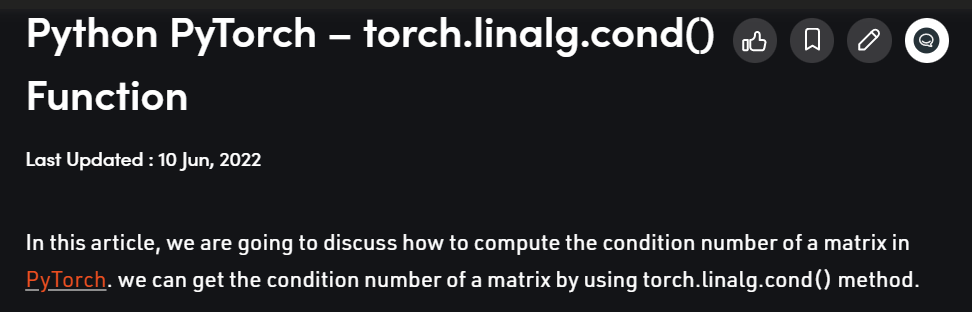 Python PyTorch – torch.linalg.cond()
Function
Last Updated : 10 Jun, 2022
In this article, we are going to discuss how to compute the condition number of a matrix in
PyTorch. we can get the condition number of a matrix by using torch.linalg.cond() method.